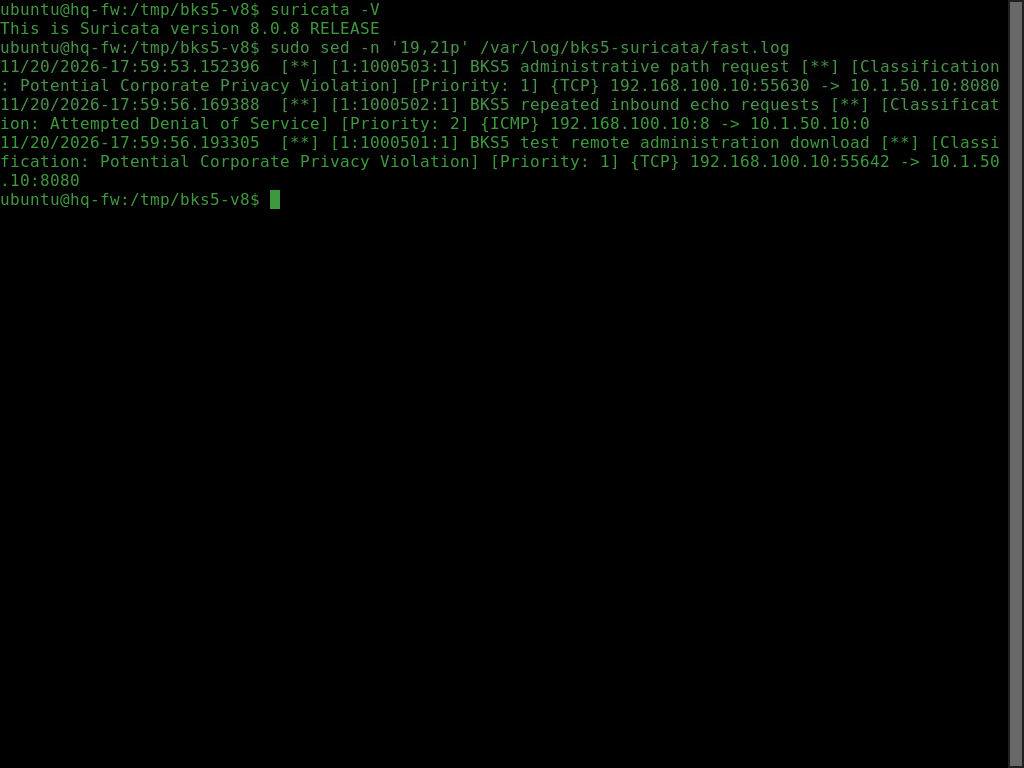 ubuntu@hq-fw:/tmp/bks5-v8$ suricata -V
This is Suricata version 8.0.8 RELEASE
ubuntu@hq-fw:/tmp/bks5-v8$ sudo sed -n '19,21p' /var/log/bks5-suricata/fast.log
11/20/2026-17:59:53.152396  [**] [1:1000503:1] BKS5 administrative path request [**] [Classification
: Potential Corporate Privacy Violation] [Priority: 1] {TCP} 192.168.100.10:55630 -> 10.1.50.10:8080
11/20/2026-17:59:56.169388  [**] [1:1000502:1] BKS5 repeated inbound echo requests [**] [Classificat
ion: Attempted Denial of Service] [Priority: 2] {ICMP} 192.168.100.10:8 -> 10.1.50.10:0
11/20/2026-17:59:56.193305  [**] [1:1000501:1] BKS5 test remote administration download [**] [Classi
fication: Potential Corporate Privacy Violation] [Priority: 1] {TCP} 192.168.100.10:55642 -> 10.1.50
.10:8080
ubuntu@hq-fw:/tmp/bks5-v8$